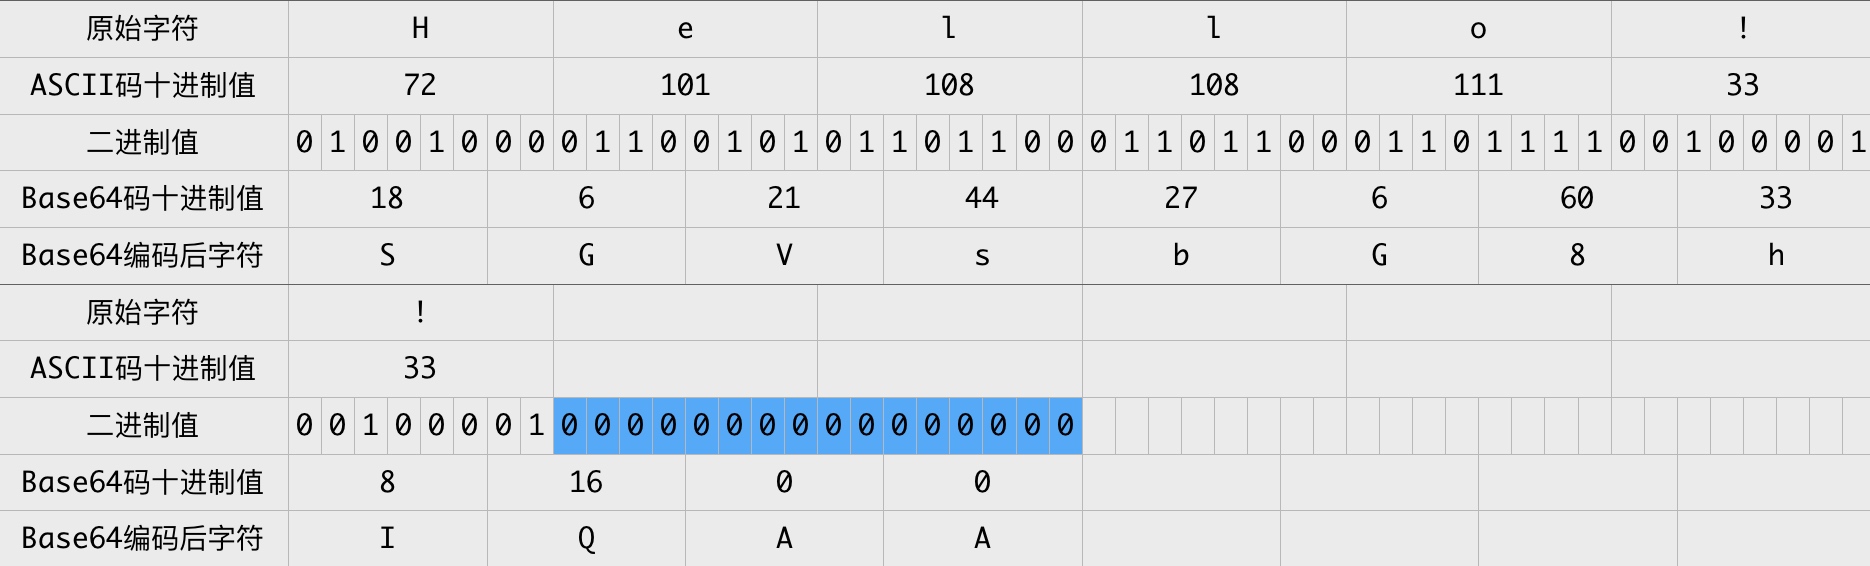 原始字符 H e l l o !
ASCII码十进制值 72 101 108 108 111 33
二进制值 0 1 0 0 1 0 0 0 0 1 1 0 0 1 0 1 0 1 1 0 1 1 0 0 0 1 1 0 1 1 0 0 0 1 1 0 1 1 1 1 0 0 1 0 0 0 0 1
Base64码十进制值 18 6 21 44 27 6 60 33
Base64编码后字符 S G V s b G 8 h
原始字符 !
ASCII码十进制值 33
二进制值 0 0 1 0 0 0 0 1 0 0 0 0 0 0 0 0 0 0 0 0 0 0 0 0
Base64码十进制值 8 16 0 0
Base64编码后字符 I Q A A